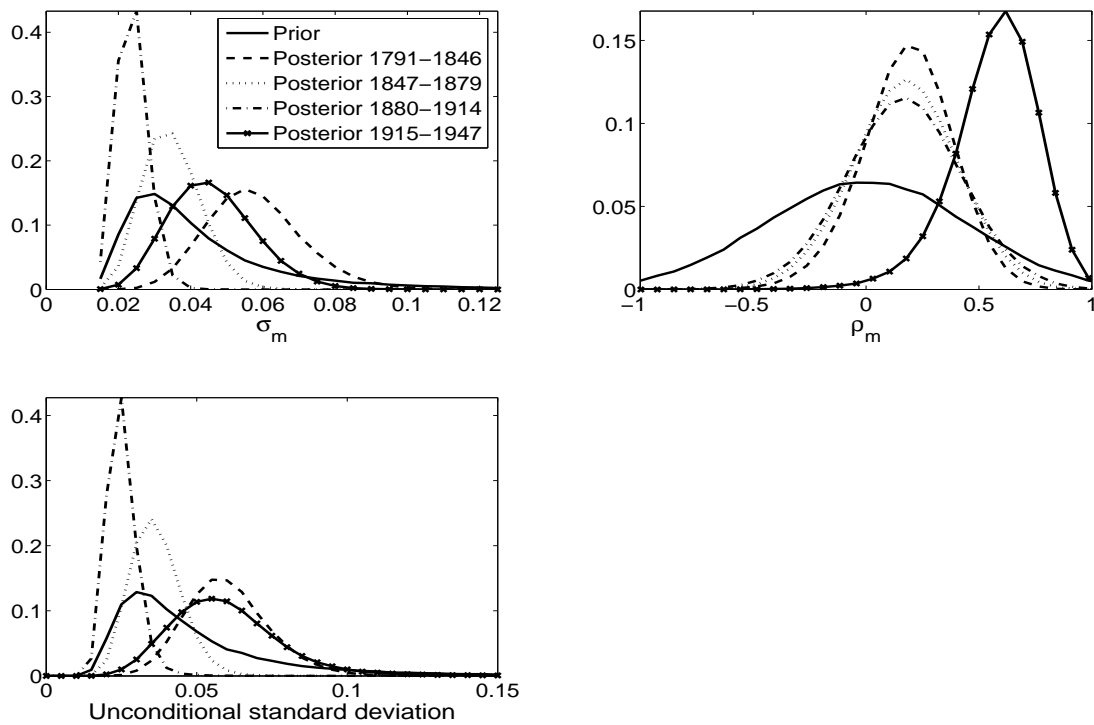 0.4
0.3
0.2
0.1
0
0 0.02 0.04 0.06 0.08 0.1 0.12
σm
Prior
Posterior 1791−1846
Posterior 1847−1879
Posterior 1880−1914
Posterior 1915−1947
0.15
0.1
0.05
0
−1 −0.5 0 0.5 1
ρm
0.4
0.3
0.2
0.1
0
0 0.05 0.1 0.15
Unconditional standard deviation